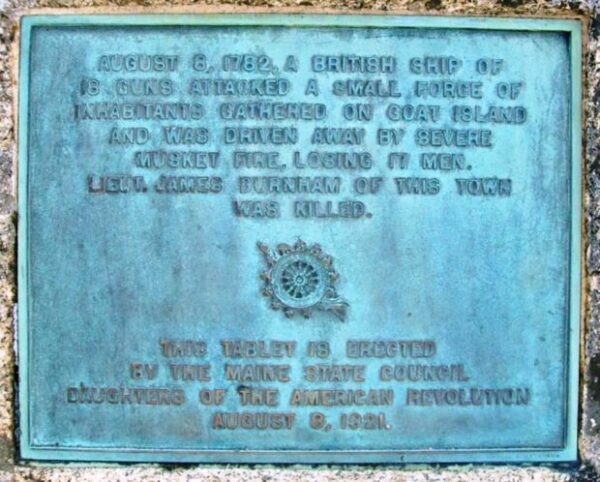 AUGUST 8, 1782, A BRITISH SHIP OF
18 GUNS ATTACKED A SMALL FORCE OF
INHABITANTS GATHERED ON GOAT ISLAND
AND WAS DRIVEN AWAY BY SEVERE
MUSKET FIRE, LOSING 17 MEN.
LIEUT. JAMES BURNHAM OF THIS TOWN
WAS KILLED.
THIS TABLET IS ERECTED
BY THE MAINE STATE COUNCIL
DAUGHTERS OF THE AMERICAN REVOLUTION
AUGUST 8, 1921.